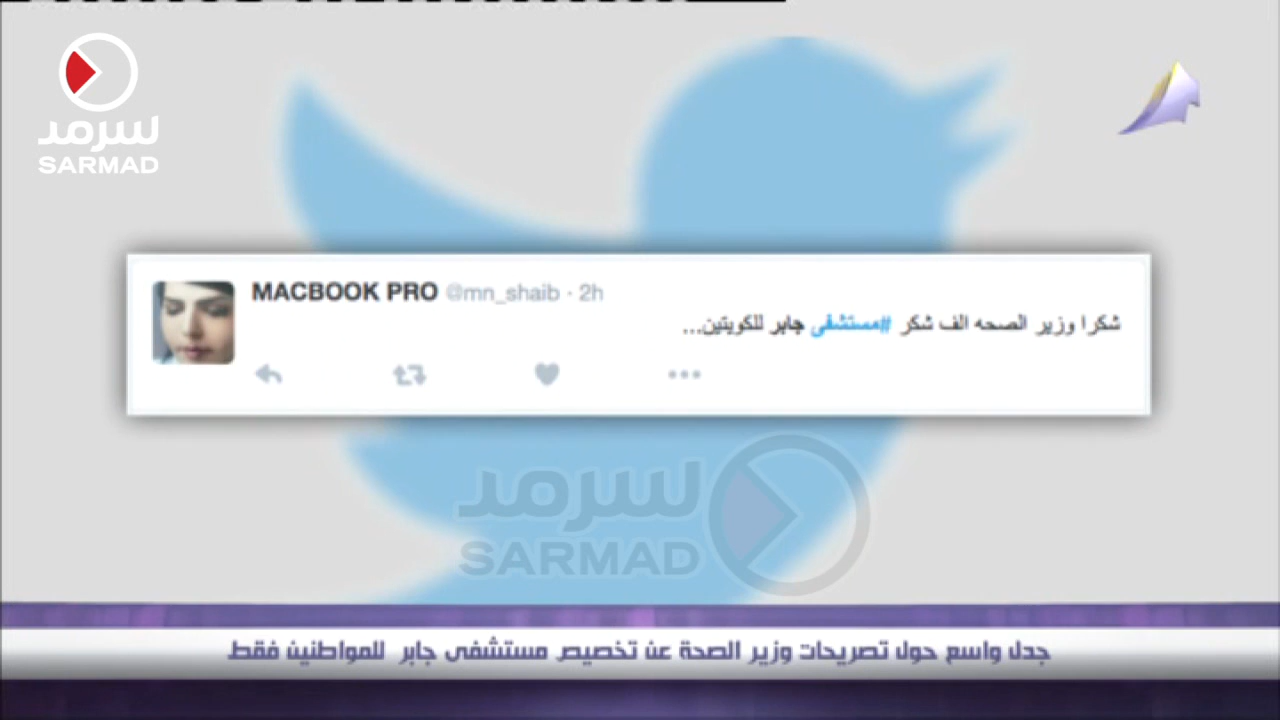 سرمد
SARMAD
MACBOOK PRO @mn_shaib · 2h
شكرا وزير الصحه الف شكر #مستشفى جابر للكويتين...
سرمد
SARMAD
جدل واسع حول تصريحات وزير الصحة عن تخصيص مستشفى جابر للمواطنين فقط